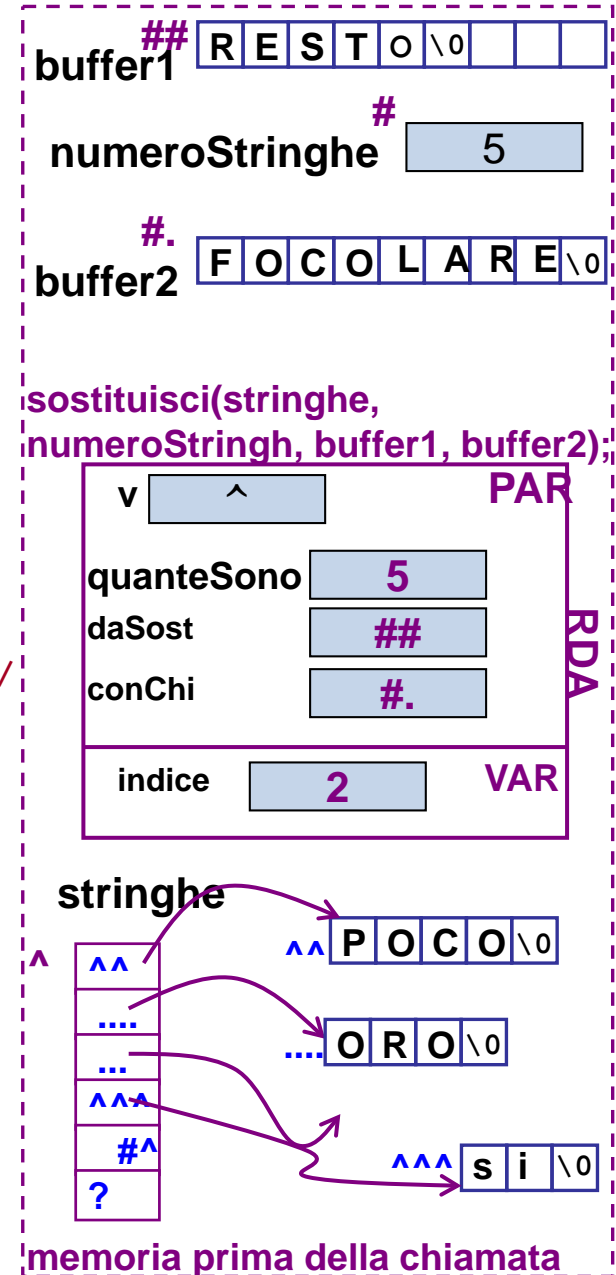 ##
buffer1 R E S T O \0
#
numeroStringhe 5
#.
buffer2 F O C O L A R E \0
sostituisci(stringhe,
numeroStringh, buffer1, buffer2);
v ^ PAR
quanteSono 5
daSost ##
conChi #.
RDA
indice 2 VAR
stringhe
^ ^^ ^^ P O C O \0
.... .... O R O \0
...
^^^ ^^^ s i \0
#^
?
memoria prima della chiamata